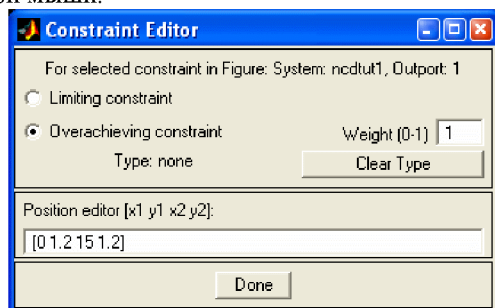 Constraint Editor
For selected constraint in Figure: System: ncdtut1, Outport: 1
Limiting constraint
Overachieving constraint
Weight (0-1) 1
Type: none
Clear Type
Position editor [x1 y1 x2 y2]:
[0 1.2 15 1.2]
Done